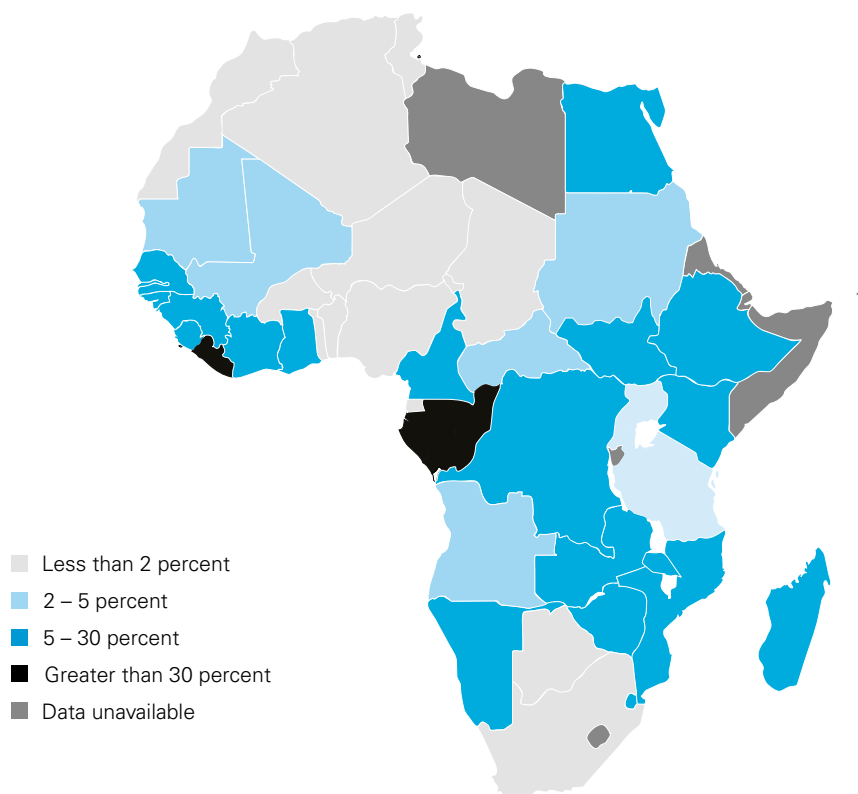 Less than 2 percent
2 – 5 percent
5 – 30 percent
Greater than 30 percent
Data unavailable